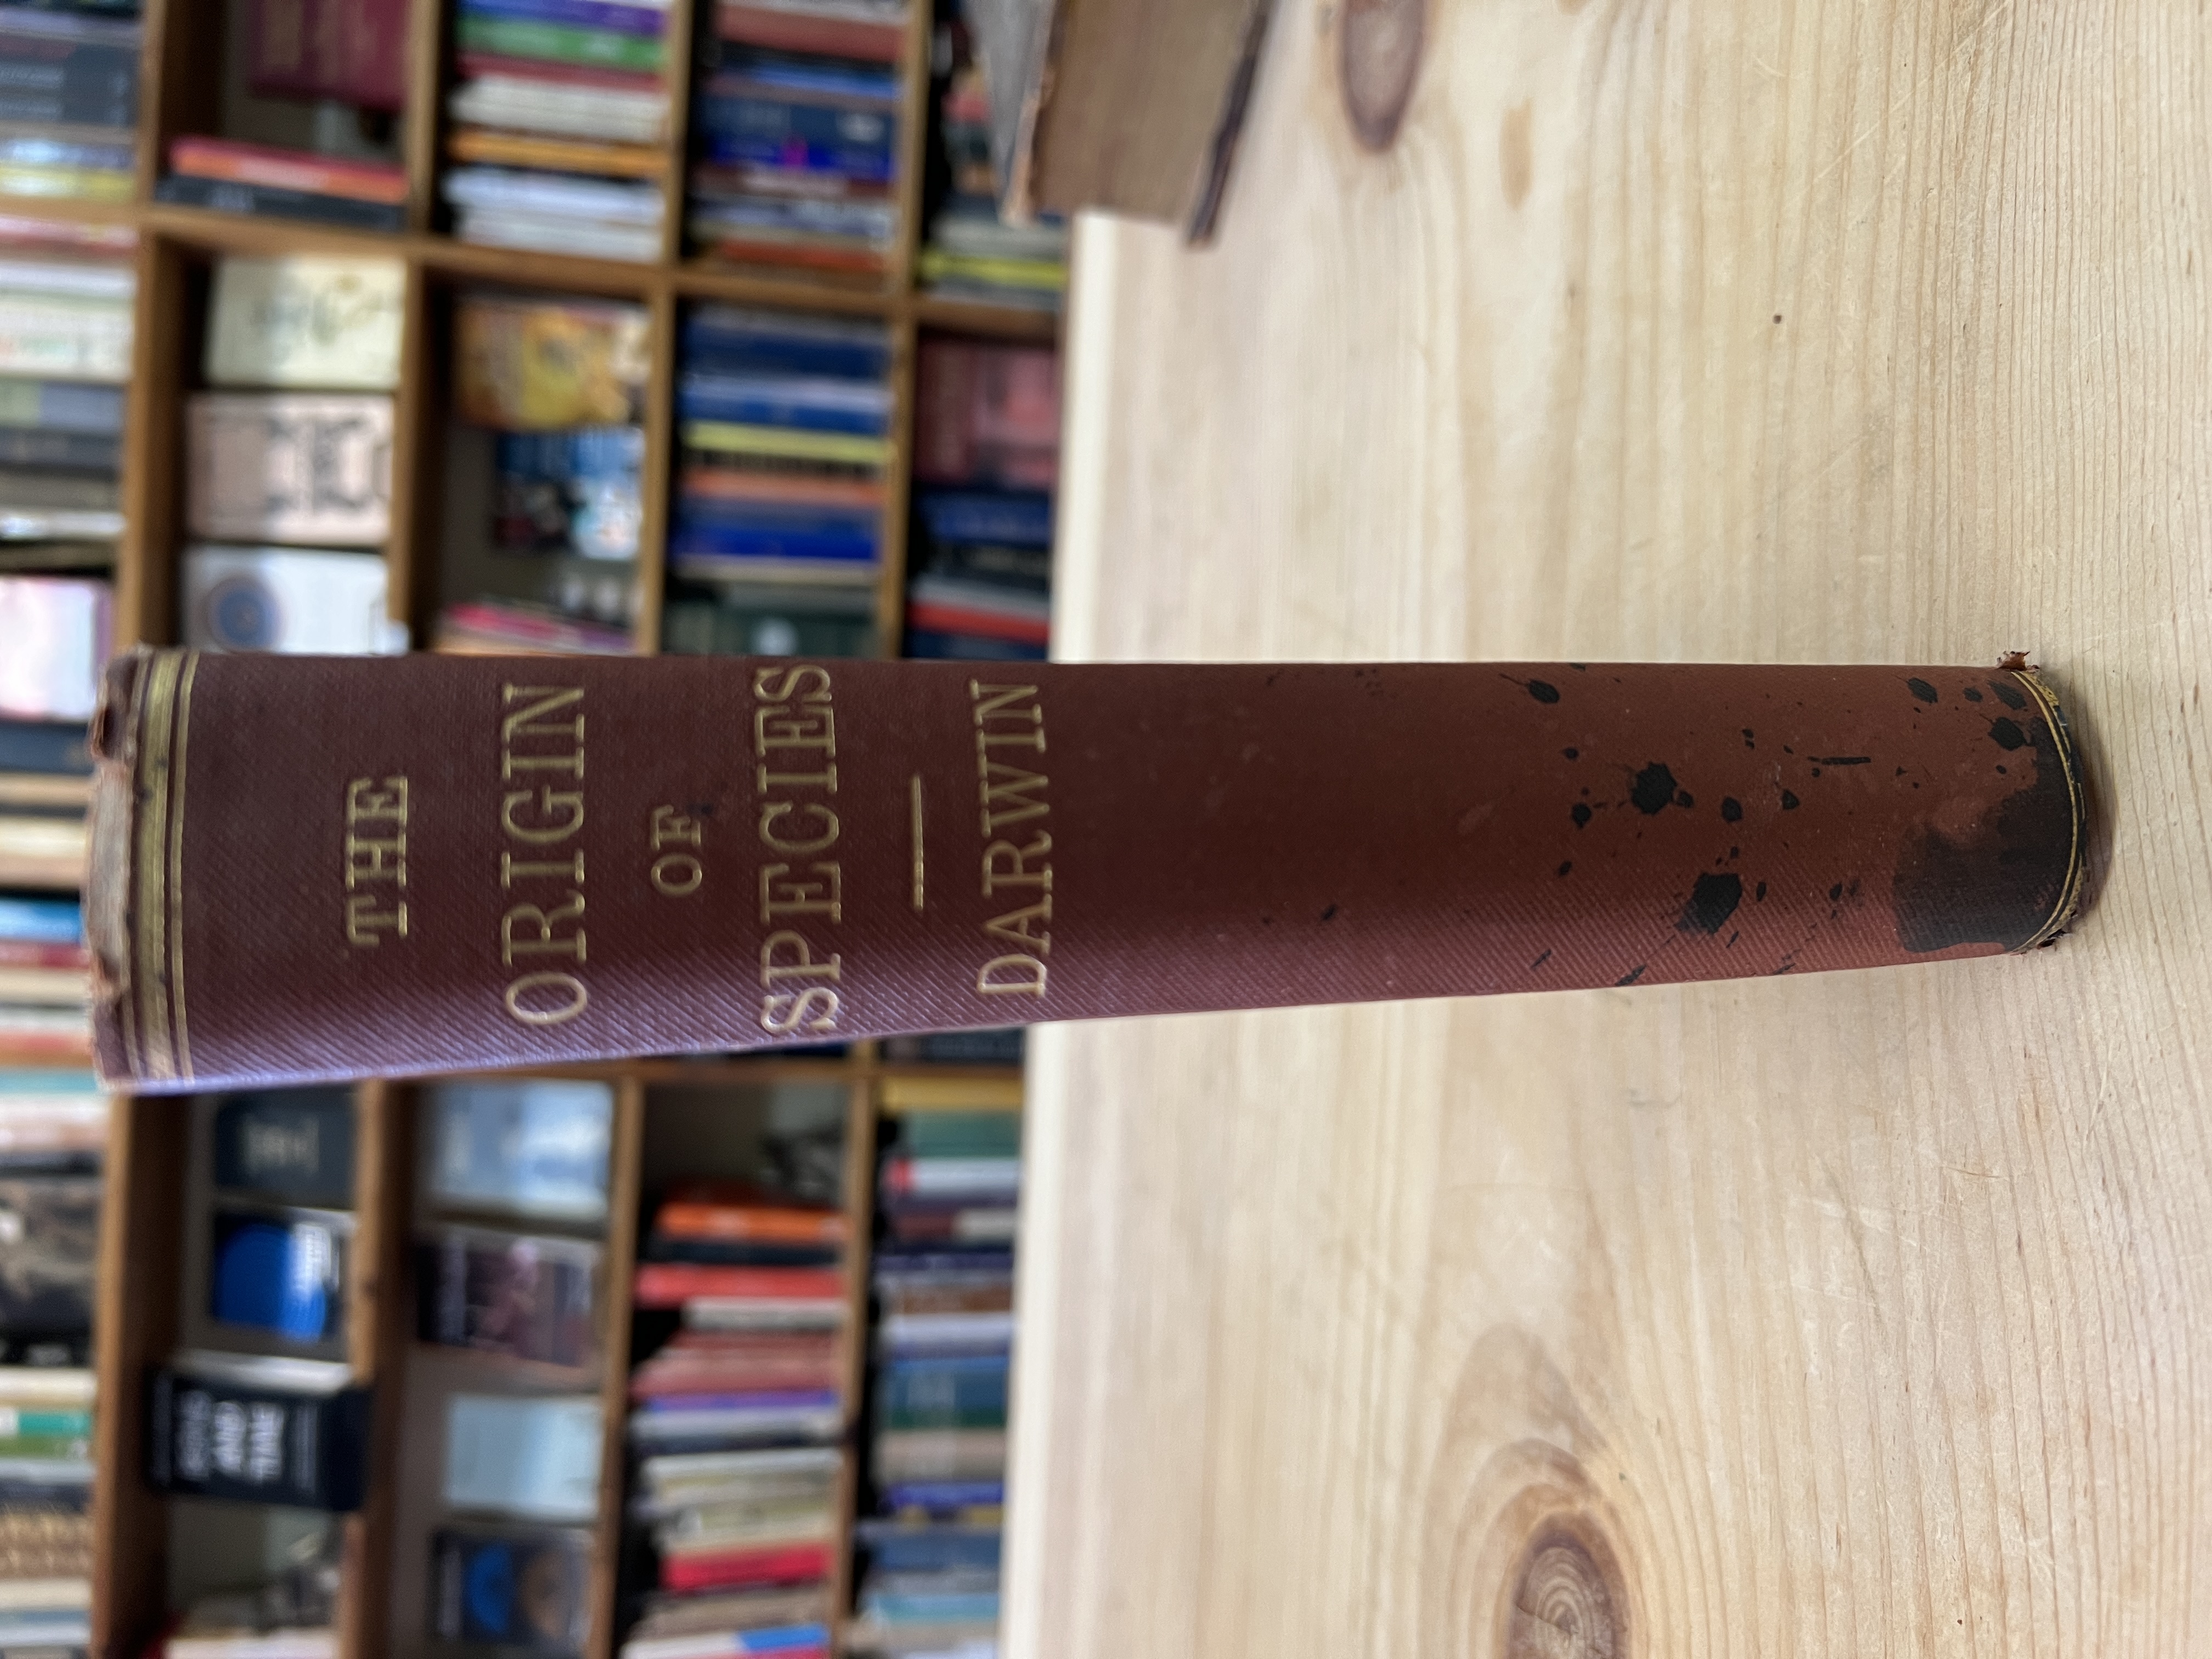 THE
ORIGIN
OF
SPECIES
DARWIN